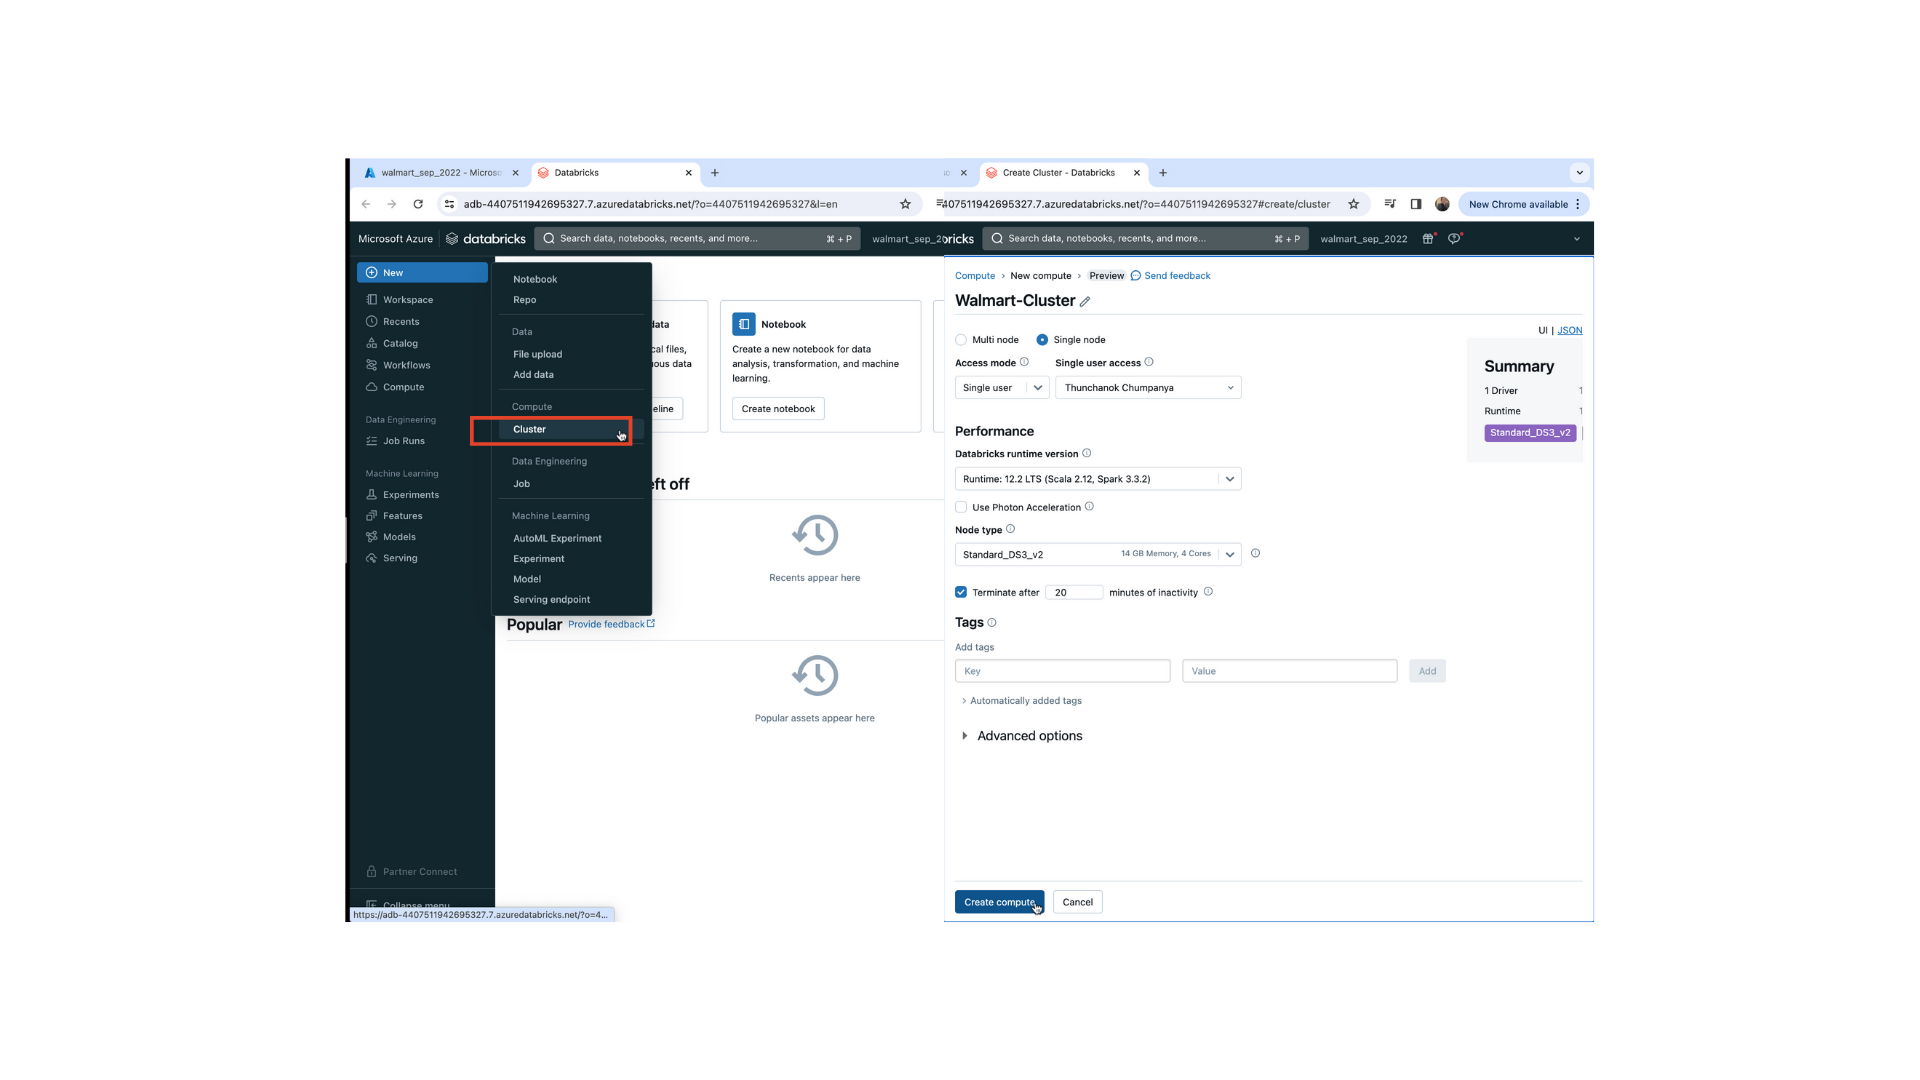 walmart_sep_2022 - Microso
Databricks
adb-4407511942695327.7.azuredatabricks.net/?o=4407511942695327&l=en
Microsoft Azure
databricks
Search data, notebooks, recents, and more...
⌘ + P
walmart_sep_20
New
Workspace
Recents
Catalog
Workflows
Compute
Data Engineering
Job Runs
Machine Learning
Experiments
Features
Models
Serving
Partner Connect
Collapse menu
https://adb-4407511942695327.7.azuredatabricks.net/?o=4...
Notebook
Repo
Data
File upload
Add data
Compute
Cluster
Data Engineering
Job
Machine Learning
AutoML Experiment
Experiment
Model
Serving endpoint
data
cal files,
uous data
eline
Notebook
Create a new notebook for data
analysis, transformation, and machine
learning.
Create notebook
eft off
Recents appear here
Popular
Provide feedback
Popular assets appear here
Create Cluster - Databricks
4407511942695327.7.azuredatabricks.net/?o=4407511942695327#create/cluster
New Chrome available
oricks
Search data, notebooks, recents, and more...
⌘ + P
walmart_sep_2022
Compute › New compute › Preview Send feedback
Walmart-Cluster
UI | JSON
Multi node
Single node
Access mode
Single user access
Single user
Thunchanok Chumpanya
Summary
1 Driver
1
Runtime
1
Standard_DS3_v2
Performance
Databricks runtime version
Runtime: 12.2 LTS (Scala 2.12, Spark 3.3.2)
Use Photon Acceleration
Node type
Standard_DS3_v2
14 GB Memory, 4 Cores
Terminate after 20 minutes of inactivity
Tags
Add tags
Key
Value
Add
Automatically added tags
Advanced options
Create compute
Cancel